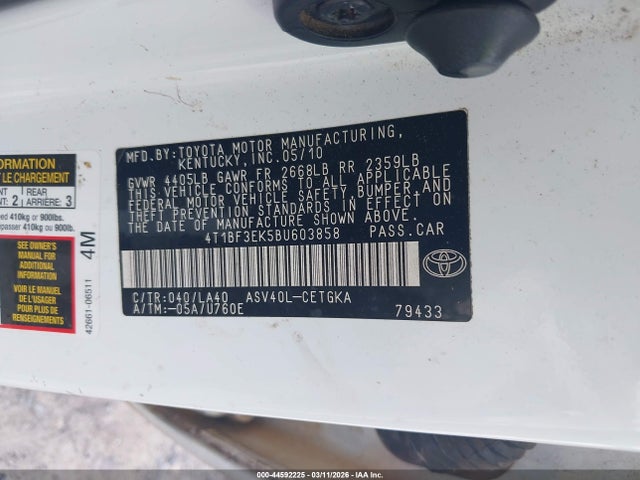 MFD.BY:TOYOTA MOTOR MANUFACTURING,
KENTUCKY, INC.05/10
GVWR 4405LB GAWR FR 2668LB RR 2359LB
THIS VEHICLE CONFORMS TO ALL APPLICABLE
FEDERAL MOTOR VEHICLE SAFETY, BUMPER, AND
THEFT PREVENTION STANDARDS IN EFFECT ON
THE DATE OF MANUFACTURE SHOWN ABOVE.
4T1BF3EK5BU603858 PASS.CAR
C/TR:040/LA40 ASV40L-CETGKA
A/TM:-05A/U760E 79433
TOYOTA
ORMATION
LE CHARGEMENT
NT 2 REAR
ARRIÈRE: 3
eed 410kg or 900lbs.
passer 410kg ou 900lbs.
SEE OWNER'S
MANUAL FOR
ADDITIONAL
INFORMATION
VOIR LE MANUEL
DE L'USAGER
POUR PLUS DE
RENSEIGNEMENTS
4M
42661-06511
000-44592225 - 03/11/2026 - IAA Inc.